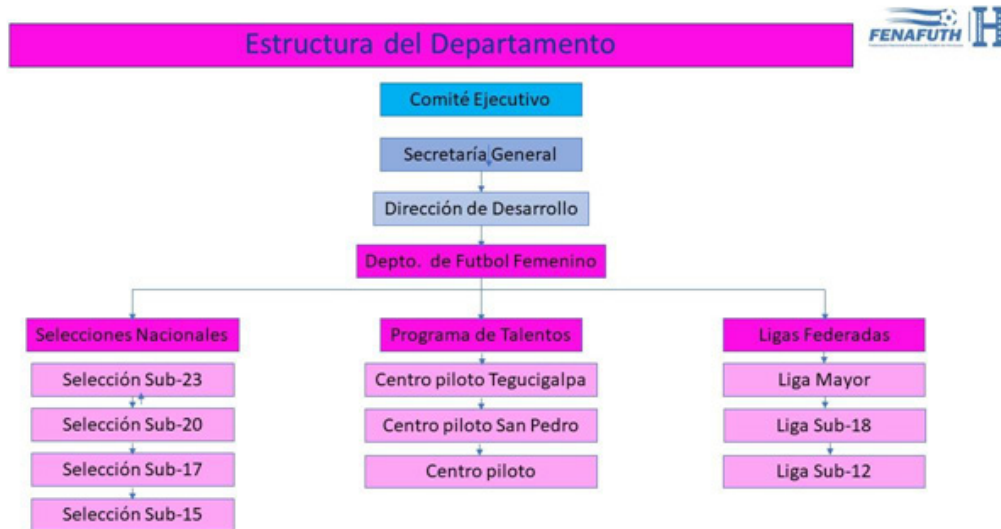 Estructura del Departamento
FENAFUTH
Comité Ejecutivo
Secretaría General
Dirección de Desarrollo
Depto. de Futbol Femenino
Selecciones Nacionales
Programa de Talentos
Ligas Federadas
Selección Sub-23
Centro piloto Tegucigalpa
Liga Mayor
Selección Sub-20
Centro piloto San Pedro
Liga Sub-18
Selección Sub-17
Centro piloto
Liga Sub-12
Selección Sub-15